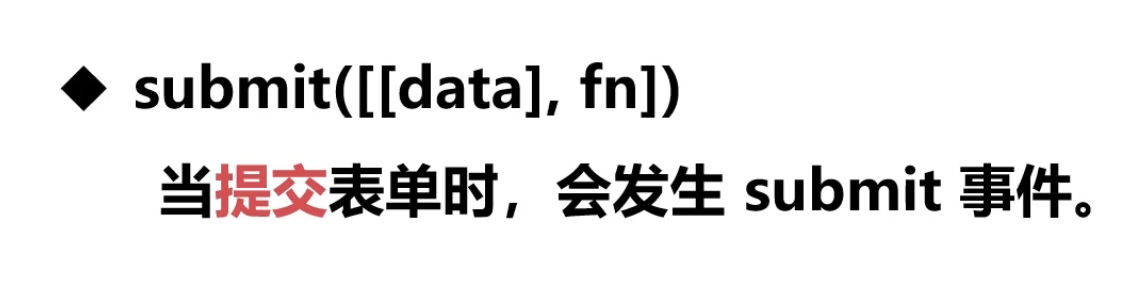 ◆ submit([[data], fn])
当提交表单时，会发生 submit 事件。